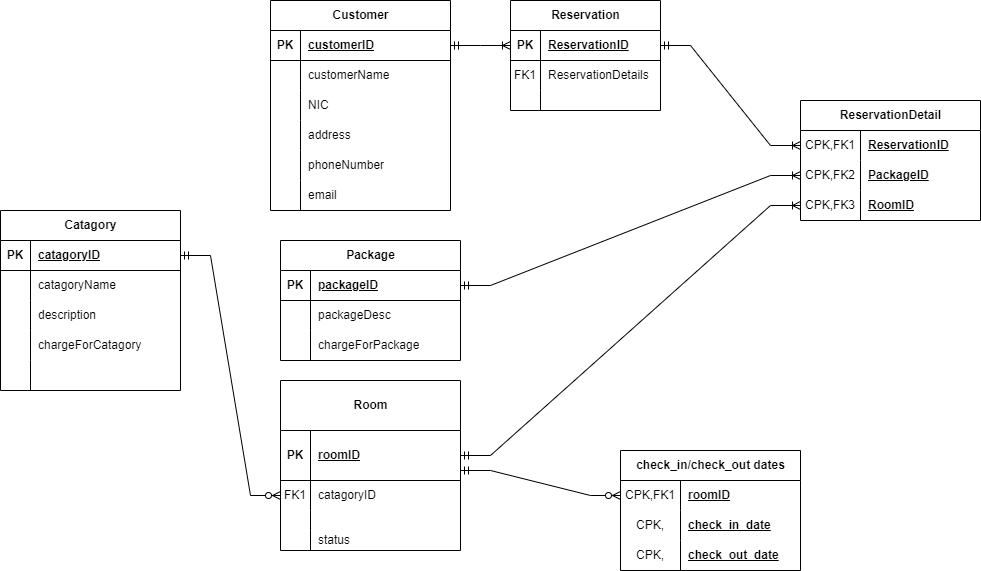 Customer
PK customerID
customerName
NIC
address
phoneNumber
email
Reservation
PK ReservationID
FK1 ReservationDetails
ReservationDetail
CPK,FK1 ReservationID
CPK,FK2 PackageID
CPK,FK3 RoomID
Catagory
PK catagoryID
catagoryName
description
chargeForCatagory
Package
PK packageID
packageDesc
chargeForPackage
Room
PK roomID
FK1 catagoryID
status
check_in/check_out dates
CPK,FK1 roomID
CPK, check_in_date
CPK, check_out_date